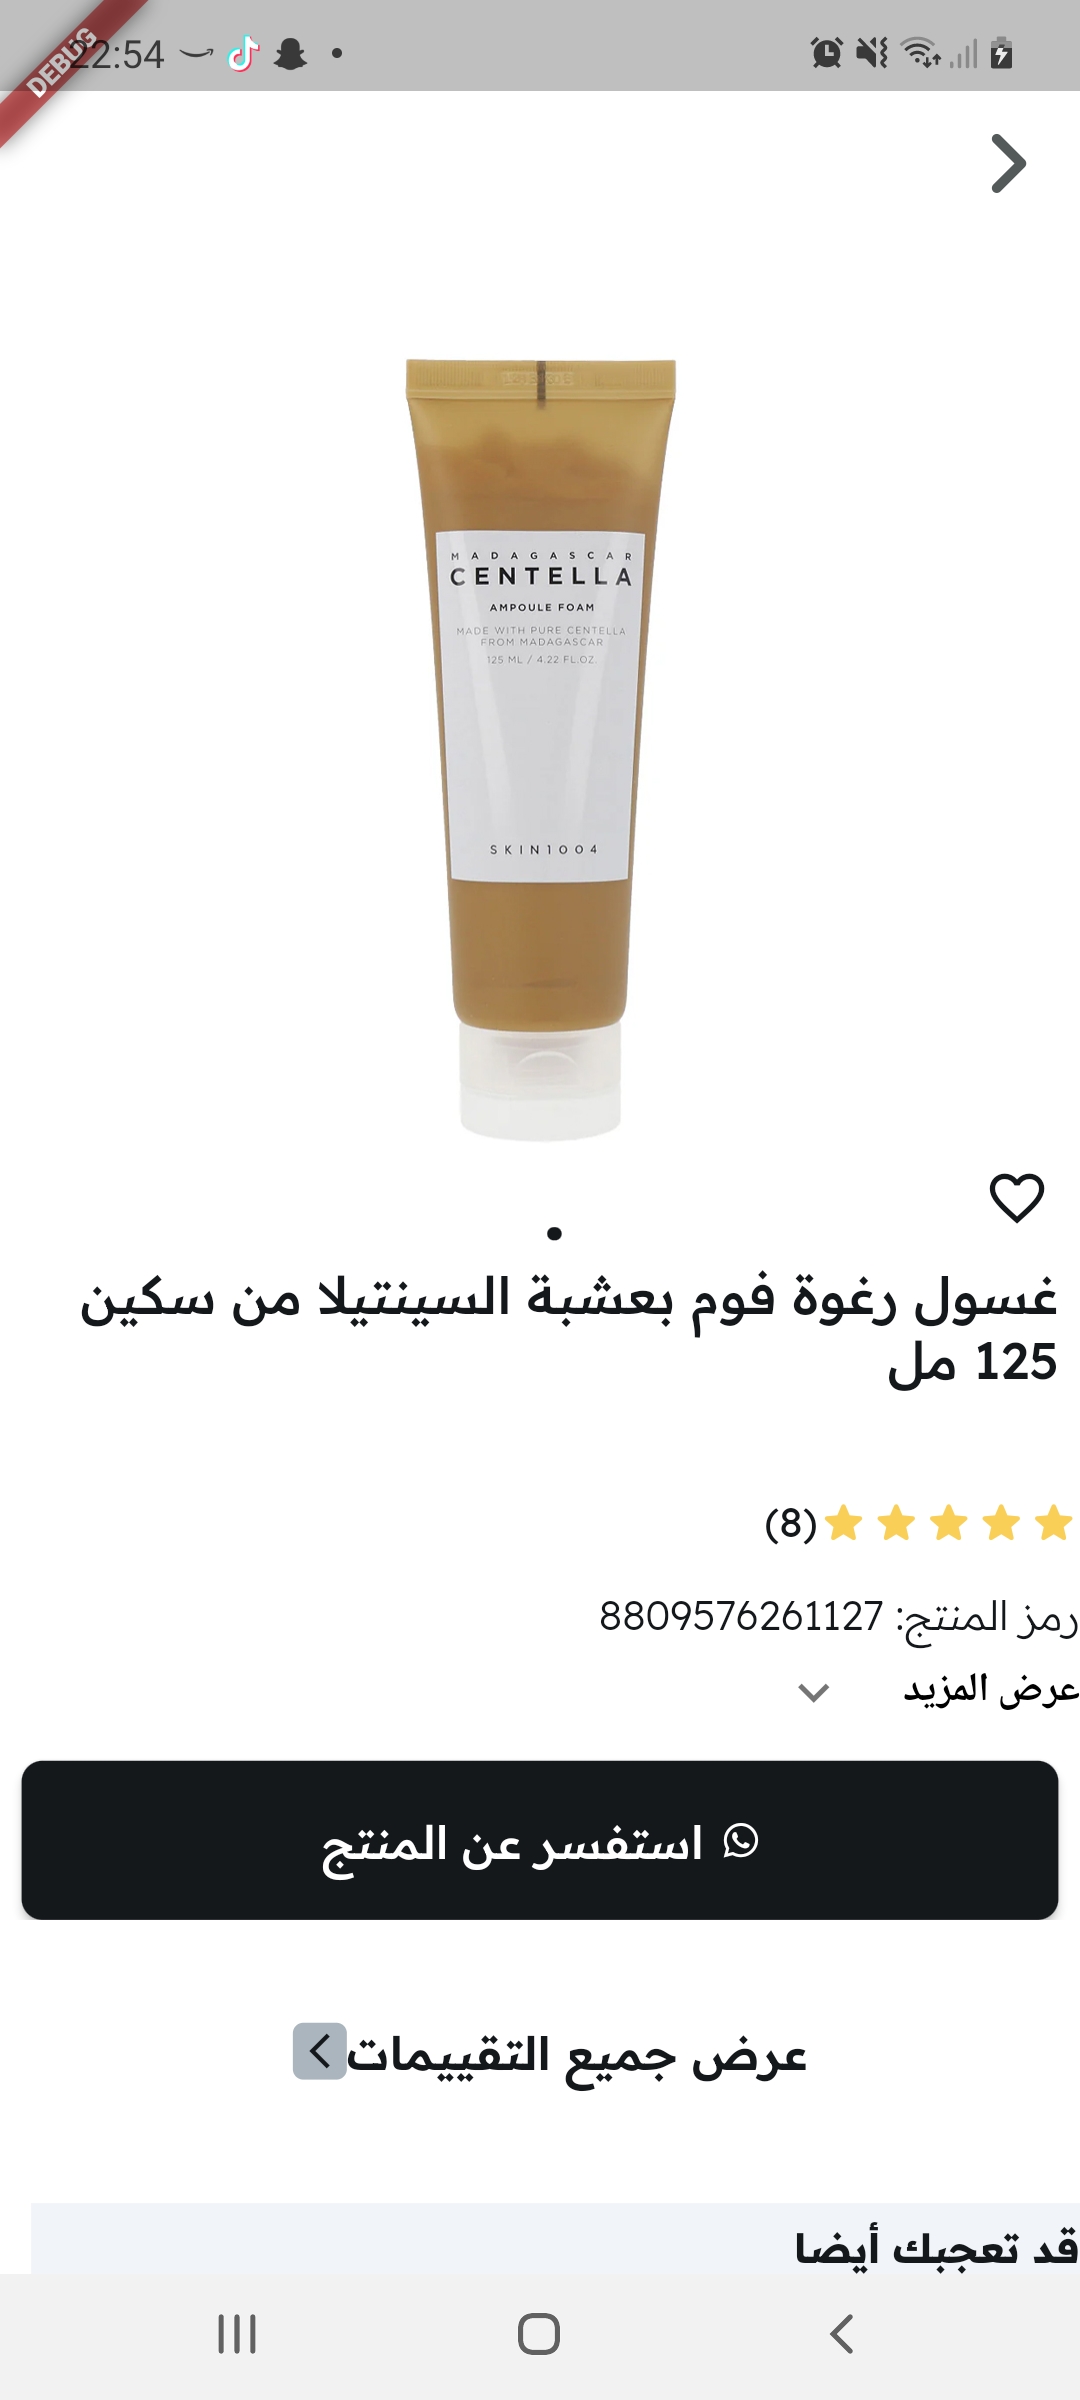 22:54
DEBUG
MADAGASCAR
CENTELLA
AMPOULE FOAM
MADE WITH PURE CENTELLA
FROM MADAGASCAR
125 ML / 4.22 FL.OZ.
SKIN1004
غسول رغوة فوم بعشبة السينتيلا من سكين
125 مل
(8)
رمز المنتج: 8809576261127
عرض المزيد
استفسر عن المنتج
عرض جميع التقييمات
قد تعجبك أيضا